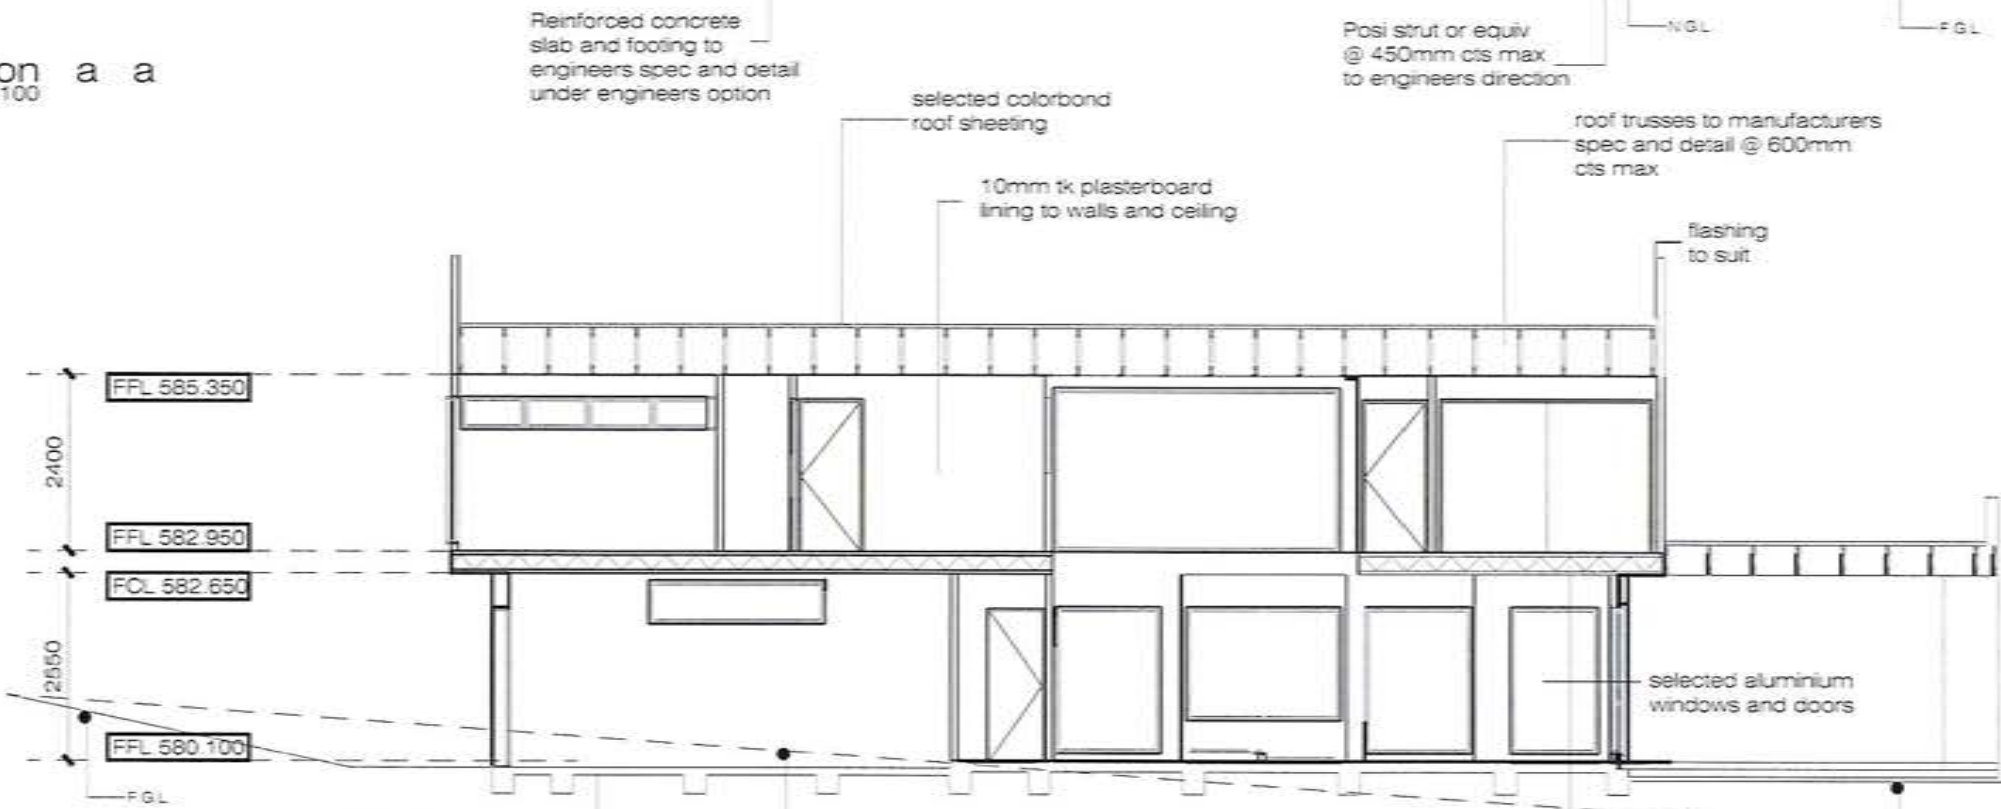 Reinforced concrete
slab and footing to
engineers spec and detail
under engineers option
Posi strut or equiv
@ 450mm cts max
to engineers direction
NGL
FGL
on a a
100
selected colorbond
roof sheeting
roof trusses to manufacturers
spec and detail @ 600mm
cts max
10mm tk plasterboard
lining to walls and ceiling
flashing
to suit
FFL 585.350
2400
FFL 582.950
FCL 582.650
2550
selected aluminium
windows and doors
FFL 580.100
FGL